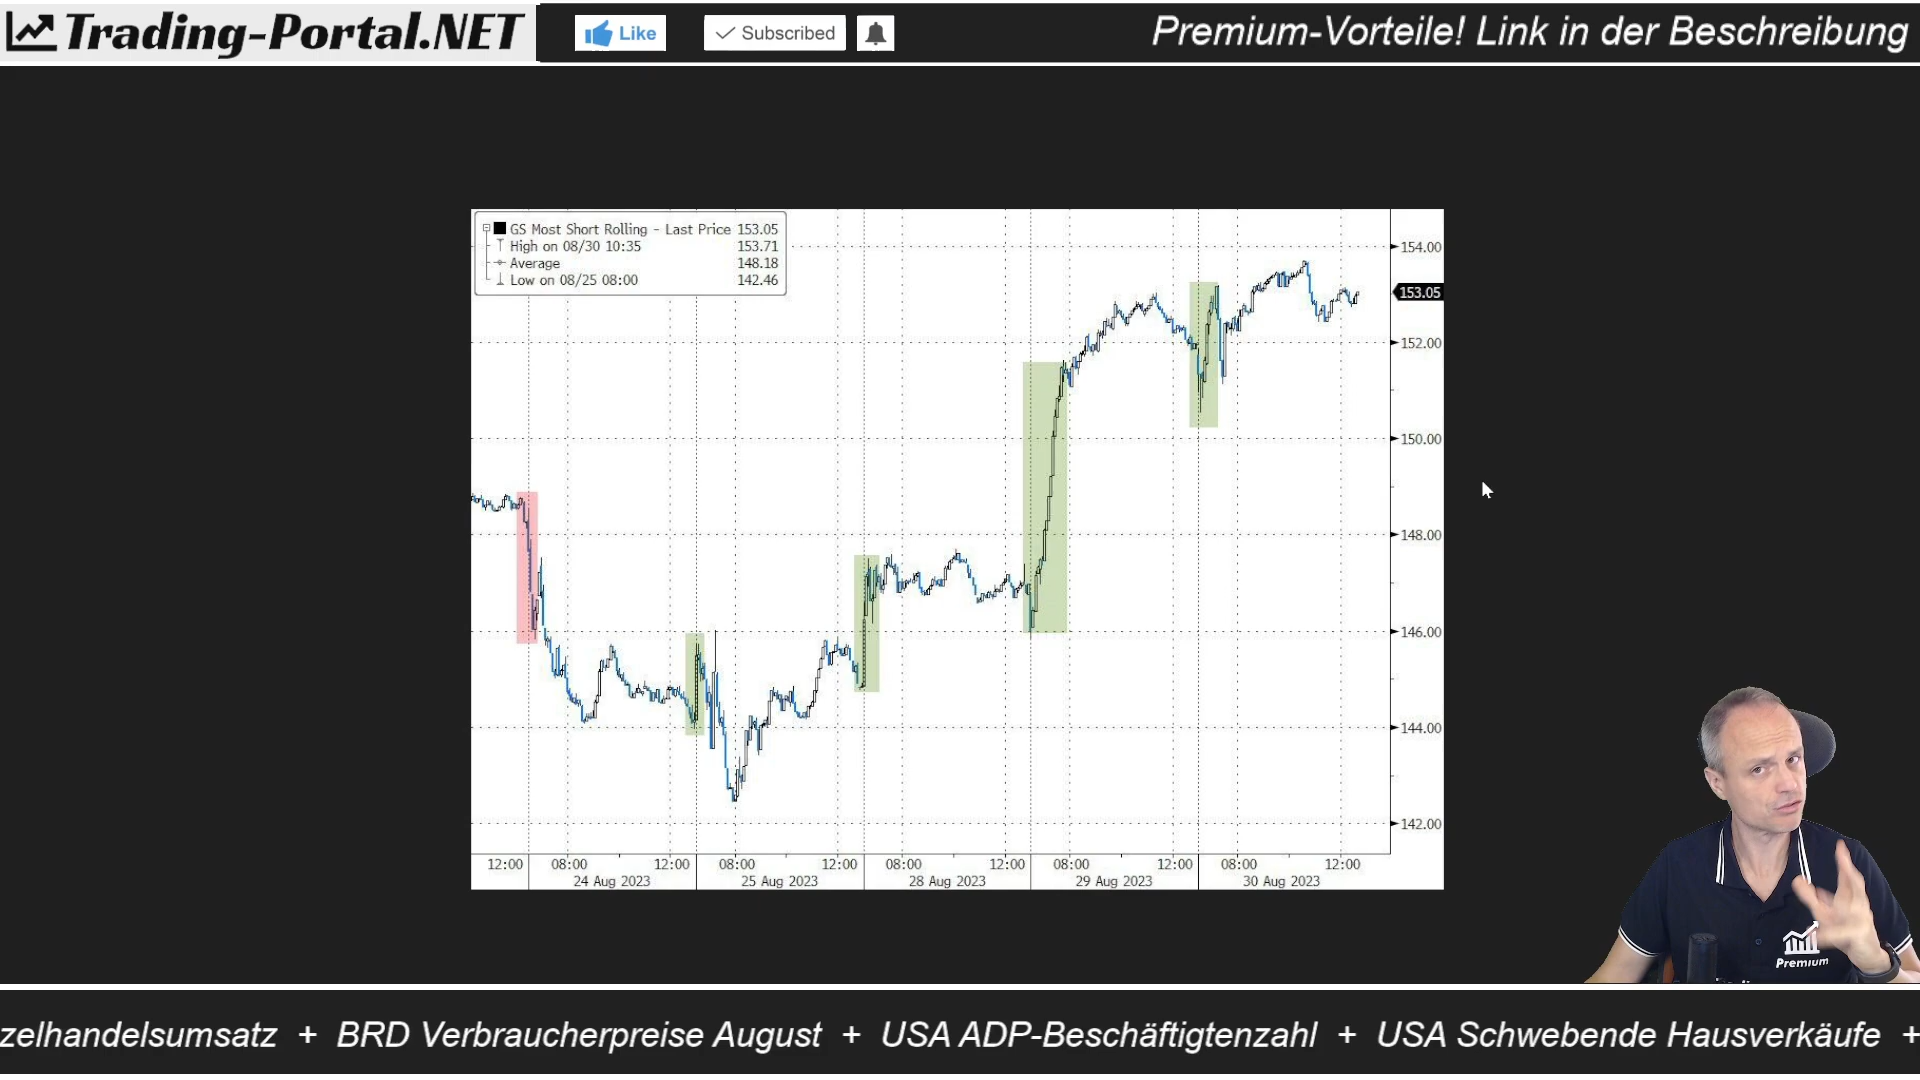 Trading-Portal.NET
Like
Subscribed
Premium-Vorteile! Link in der Beschreibung
GS Most Short Rolling - Last Price 153.05
High on 08/30 10:35 153.71
Average 148.18
Low on 08/25 08:00 142.46
154.00
153.05
152.00
150.00
148.00
146.00
144.00
142.00
12:00 08:00 12:00 08:00 12:00 08:00 12:00 08:00 12:00 08:00 12:00
24 Aug 2023 25 Aug 2023 28 Aug 2023 29 Aug 2023 30 Aug 2023
Premium
zelhandelsumsatz + BRD Verbraucherpreise August + USA ADP-Beschäftigtenzahl + USA Schwebende Hausverkäufe +